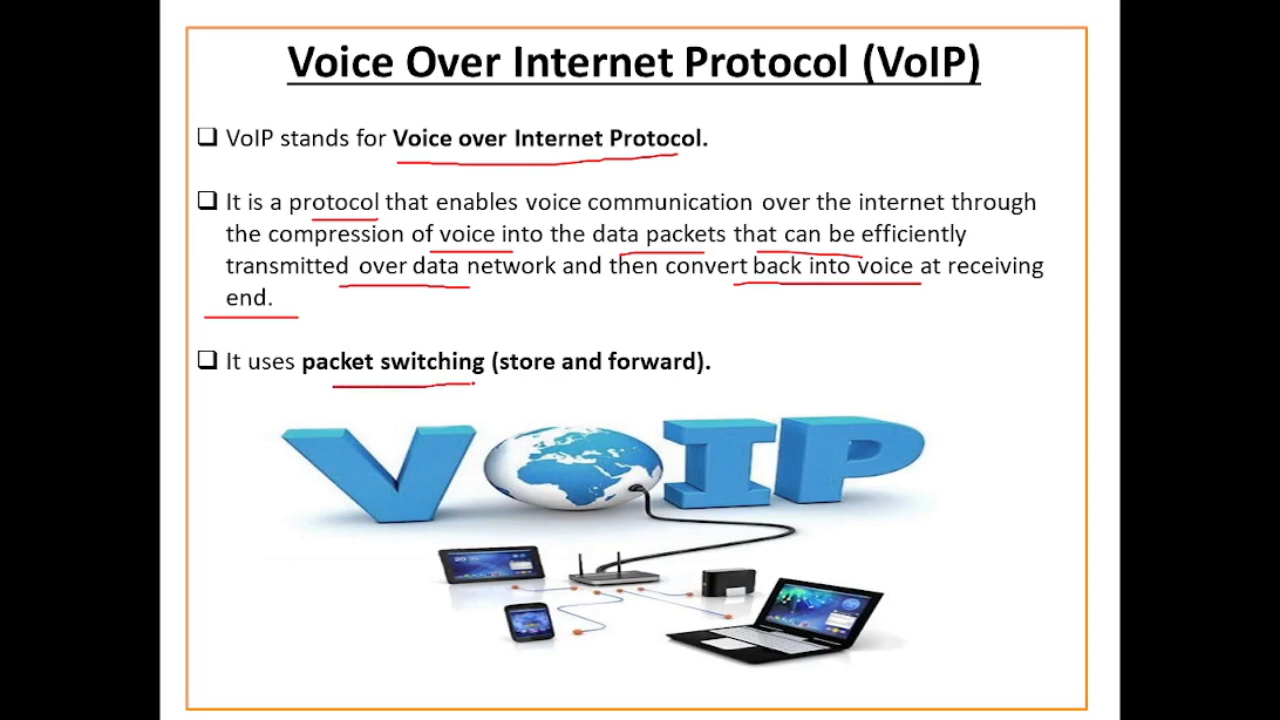 Voice Over Internet Protocol (VoIP)
❑ VoIP stands for Voice over Internet Protocol.
❑ It is a protocol that enables voice communication over the internet through
the compression of voice into the data packets that can be efficiently
transmitted over data network and then convert back into voice at receiving
end.
❑ It uses packet switching (store and forward).
VOIP